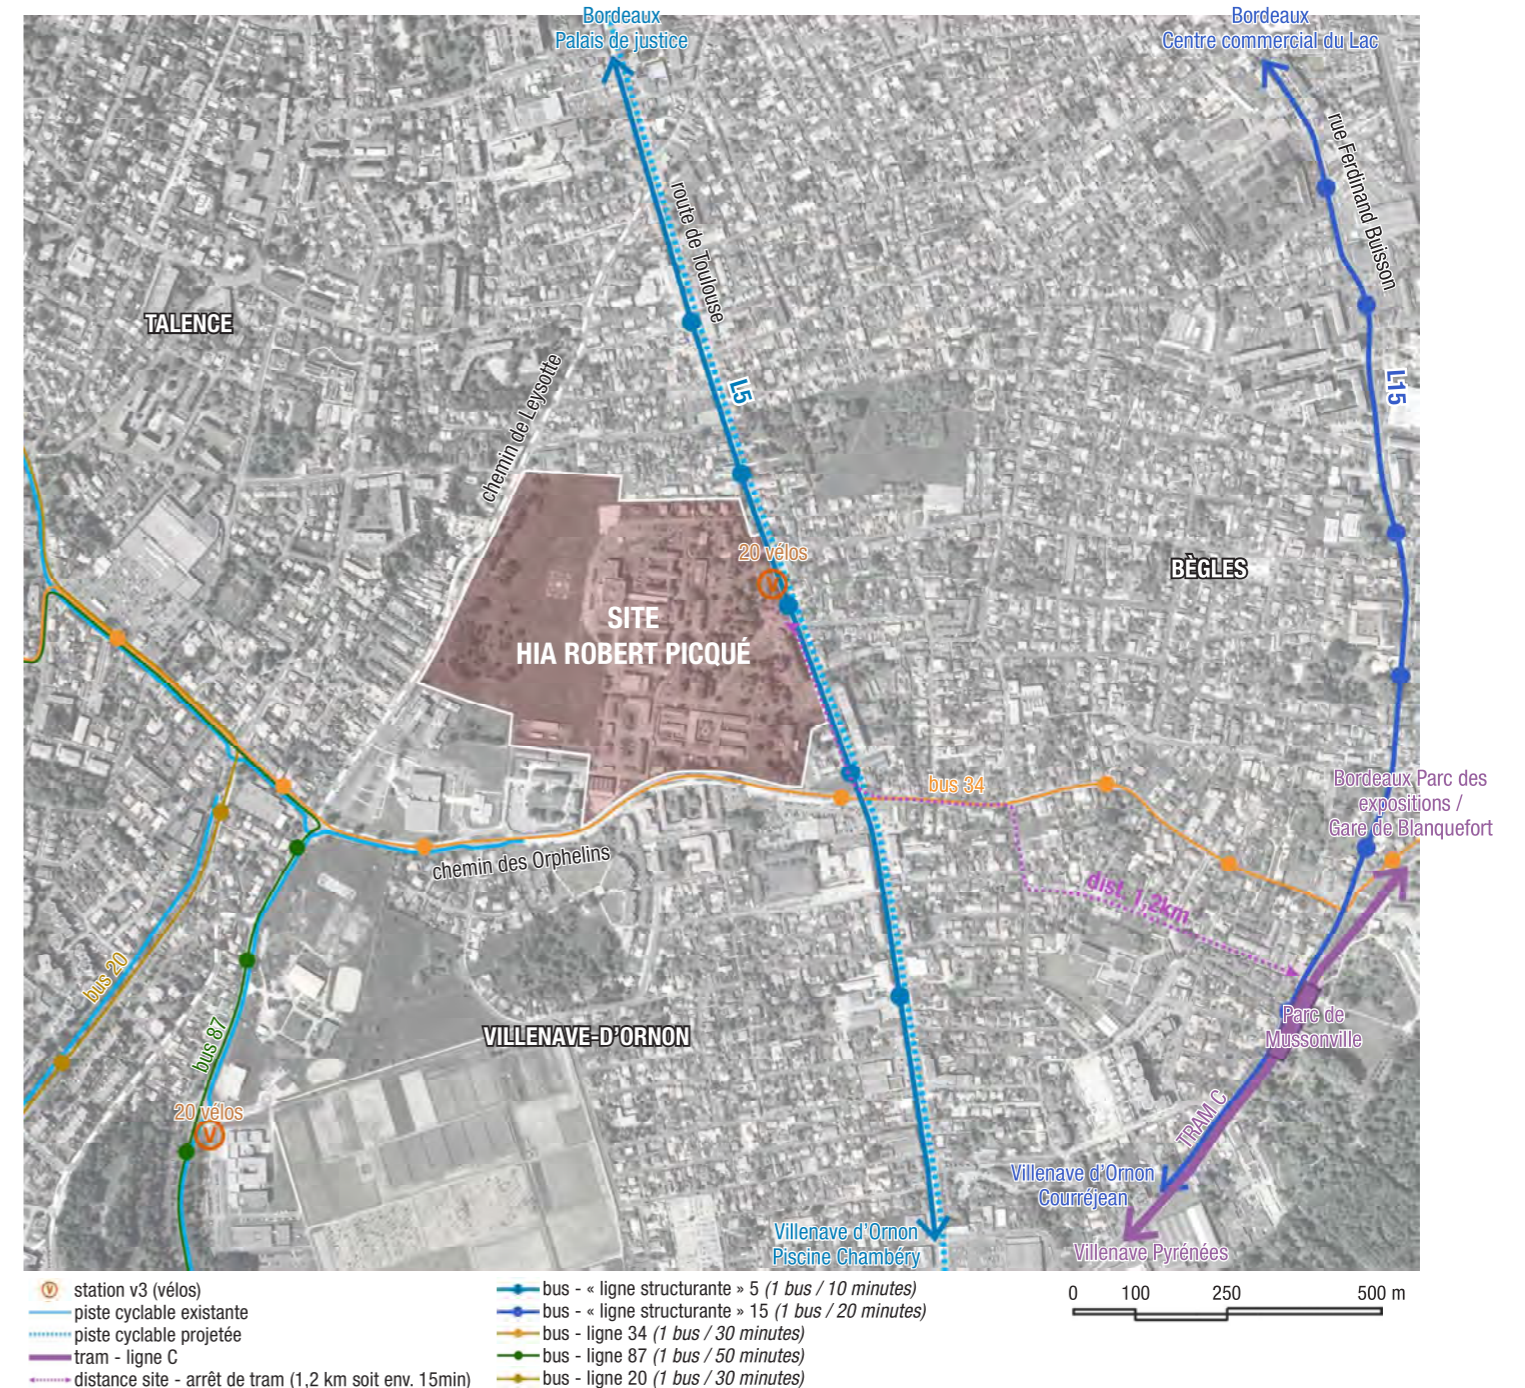 Bordeaux
Palais de justice
Bordeaux
Centre commercial du Lac
rue Ferdinand Buisson
route de Toulouse
TALENCE
chemin de Leysotte
L5
L15
20 vélos
V
BÈGLES
SITE
HIA ROBERT PICQUÉ
bus 34
Bordeaux Parc des
expositions /
Gare de Blanquefort
chemin des Orphelins
dist. 1,2km
bus 20
bus 87
VILLENAVE-D'ORNON
Parc de
Mussonville
20 vélos
V
TRAM C
Villenave d'Ornon
Courréjean
Villenave d'Ornon
Piscine Chambéry
Villenave Pyrénées
V station v3 (vélos)
piste cyclable existante
piste cyclable projetée
tram - ligne C
distance site - arrêt de tram (1,2 km soit env. 15min)
bus - « ligne structurante » 5 (1 bus / 10 minutes)
bus - « ligne structurante » 15 (1 bus / 20 minutes)
bus - ligne 34 (1 bus / 30 minutes)
bus - ligne 87 (1 bus / 50 minutes)
bus - ligne 20 (1 bus / 30 minutes)
0 100 250 500 m